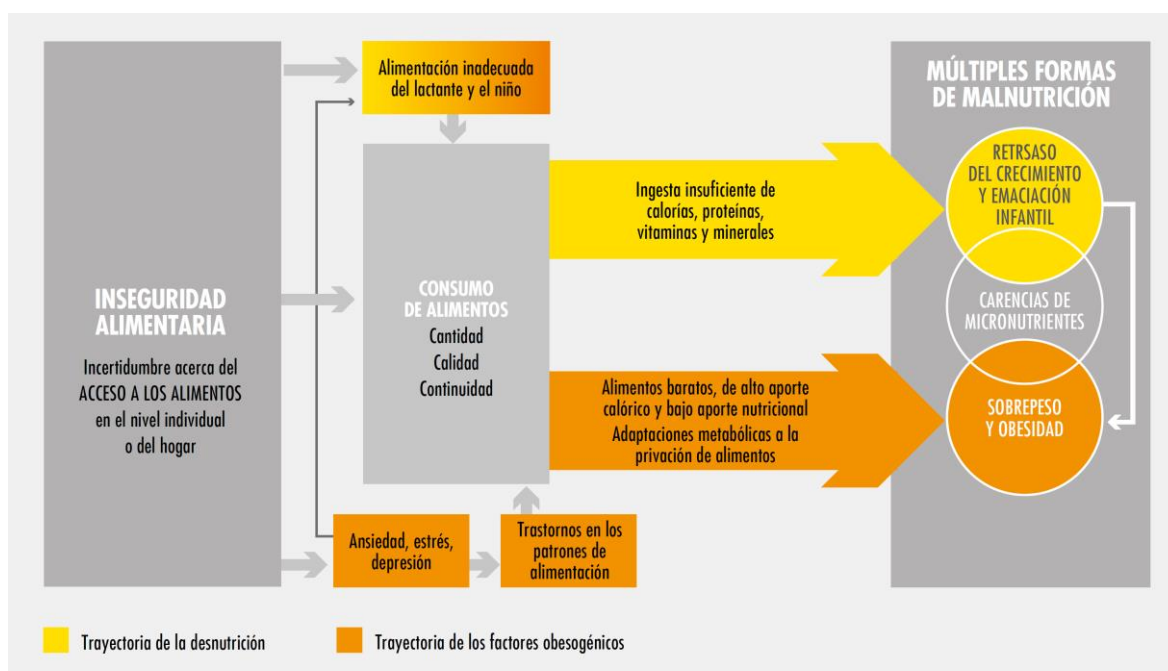 INSEGURIDAD
ALIMENTARIA
Incertidumbre acerca del
ACCESO A LOS ALIMENTOS
en el nivel individual
o del hogar
Alimentación inadecuada
del lactante y el niño
CONSUMO
DE ALIMENTOS
Cantidad
Calidad
Continuidad
Ansiedad, estrés,
depresión
Trastornos en los
patrones de
alimentación
Ingesta insuficiente de
calorías, proteínas,
vitaminas y minerales
Alimentos baratos, de alto aporte
calórico y bajo aporte nutricional
Adaptaciones metabólicas a la
privación de alimentos
MÚLTIPLES FORMAS
DE MALNUTRICIÓN
RETRSASO
DEL CRECIMIENTO
Y EMACIACIÓN
INFANTIL
CARENCIAS DE
MICRONUTRIENTES
SOBREPESO
Y OBESIDAD
Trayectoria de la desnutrición
Trayectoria de los factores obesogénicos